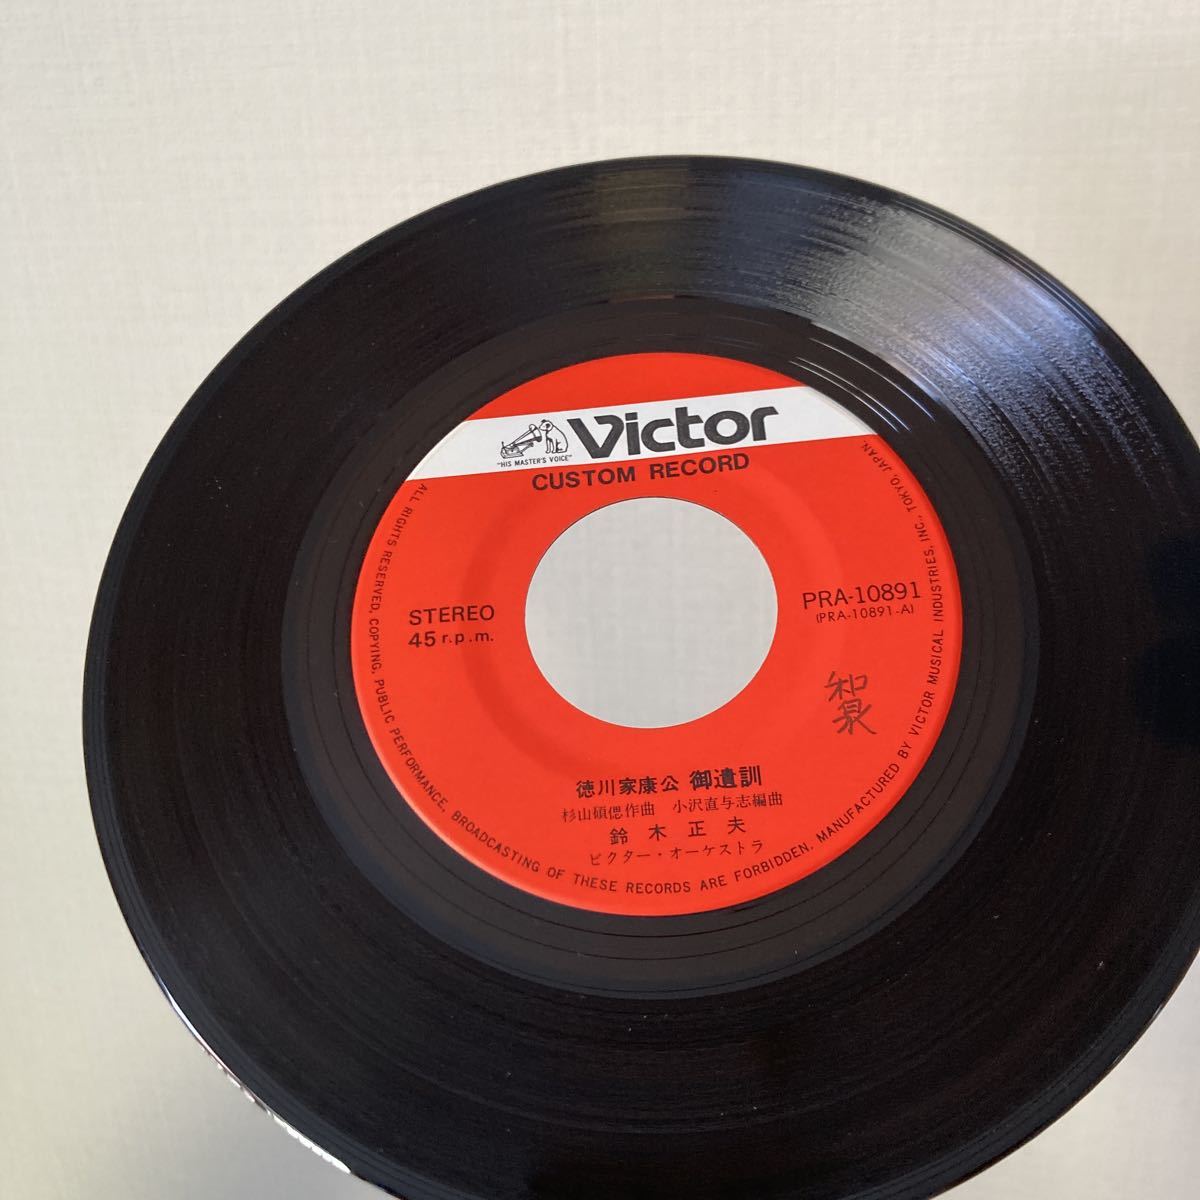 Victor
"HIS MASTER'S VOICE"
CUSTOM RECORD
STEREO
45 r.p.m.
PRA-10891
(PRA-10891-A)
徳川家康公 御遺訓
杉山碩偲作曲 小沢直与志編曲
鈴木正夫
ビクター・オーケストラ
ALL RIGHTS RESERVED, COPYING, PUBLIC PERFORMANCE, BROADCASTING OF THESE RECORDS ARE FORBIDDEN, MANUFACTURED BY VICTOR MUSICAL INDUSTRIES, INC, TOKYO, JAPAN.